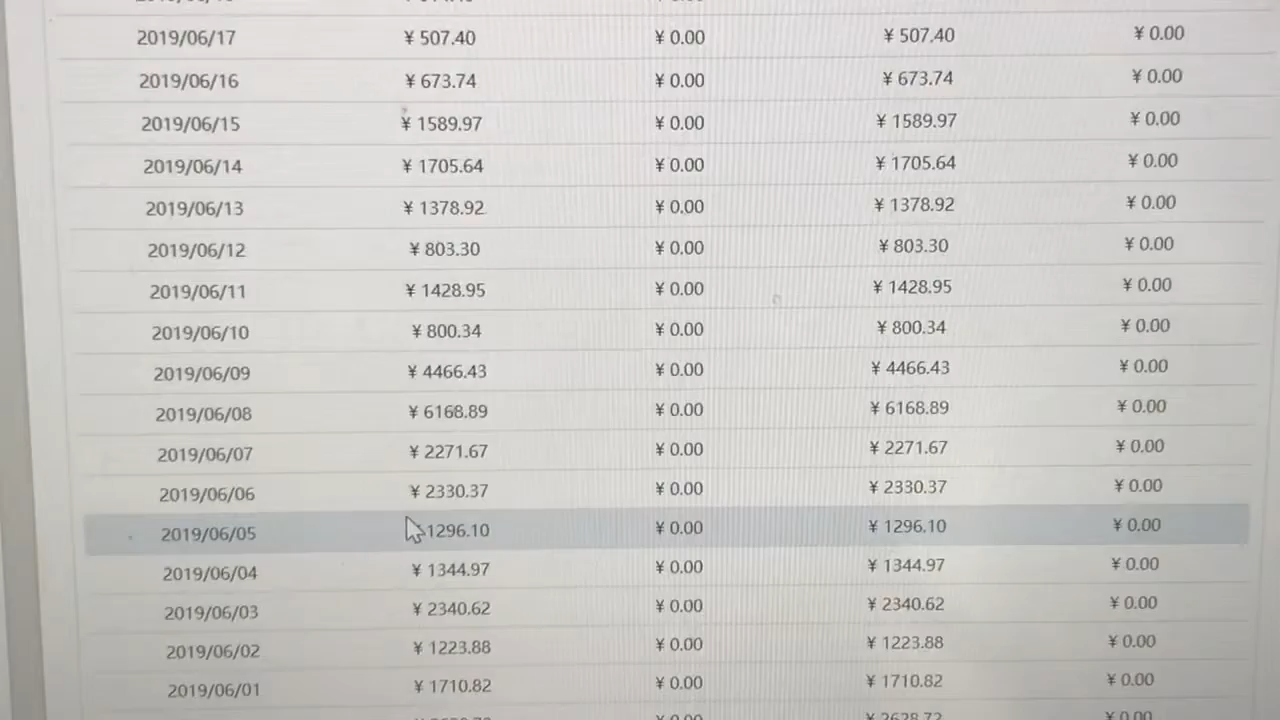 2019/06/17 ¥ 507.40 ¥ 0.00 ¥ 507.40 ¥ 0.00
2019/06/16 ¥ 673.74 ¥ 0.00 ¥ 673.74 ¥ 0.00
2019/06/15 ¥ 1589.97 ¥ 0.00 ¥ 1589.97 ¥ 0.00
2019/06/14 ¥ 1705.64 ¥ 0.00 ¥ 1705.64 ¥ 0.00
2019/06/13 ¥ 1378.92 ¥ 0.00 ¥ 1378.92 ¥ 0.00
2019/06/12 ¥ 803.30 ¥ 0.00 ¥ 803.30 ¥ 0.00
2019/06/11 ¥ 1428.95 ¥ 0.00 ¥ 1428.95 ¥ 0.00
2019/06/10 ¥ 800.34 ¥ 0.00 ¥ 800.34 ¥ 0.00
2019/06/09 ¥ 4466.43 ¥ 0.00 ¥ 4466.43 ¥ 0.00
2019/06/08 ¥ 6168.89 ¥ 0.00 ¥ 6168.89 ¥ 0.00
2019/06/07 ¥ 2271.67 ¥ 0.00 ¥ 2271.67 ¥ 0.00
2019/06/06 ¥ 2330.37 ¥ 0.00 ¥ 2330.37 ¥ 0.00
2019/06/05 1296.10 ¥ 0.00 ¥ 1296.10 ¥ 0.00
2019/06/04 ¥ 1344.97 ¥ 0.00 ¥ 1344.97 ¥ 0.00
2019/06/03 ¥ 2340.62 ¥ 0.00 ¥ 2340.62 ¥ 0.00
2019/06/02 ¥ 1223.88 ¥ 0.00 ¥ 1223.88 ¥ 0.00
2019/06/01 ¥ 1710.82 ¥ 0.00 ¥ 1710.82 ¥ 0.00
¥ 0.00 ¥ 2628.72 ¥ 0.00